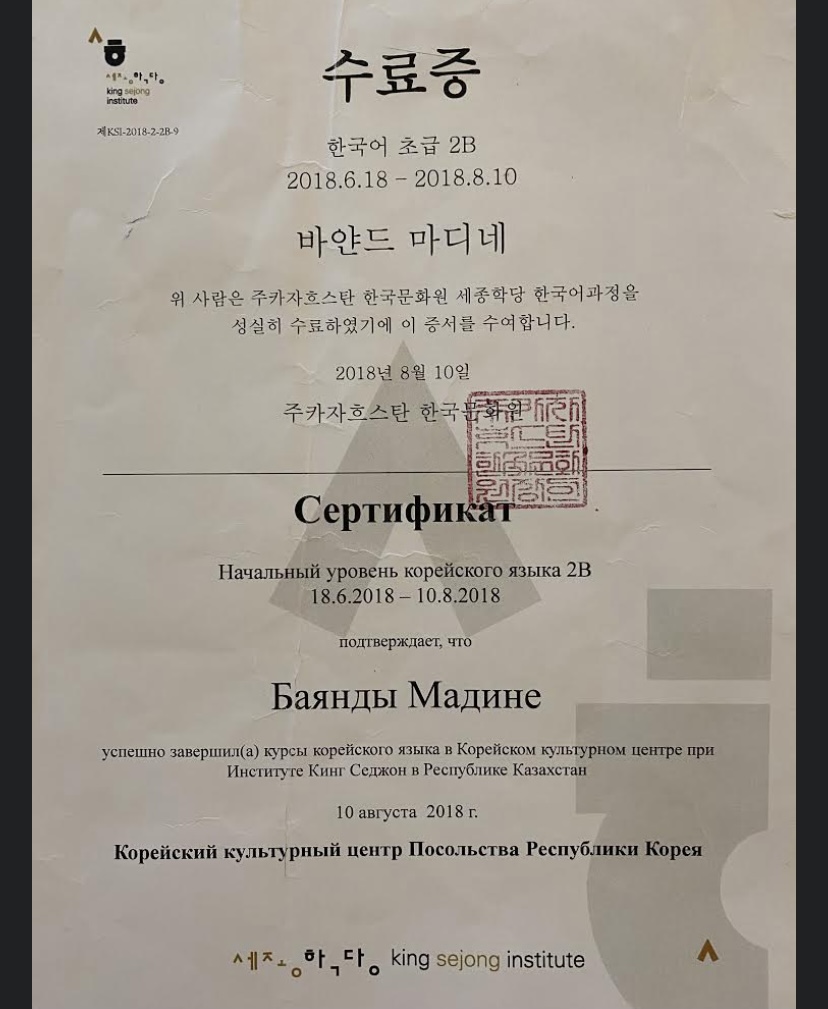 세종학당
king sejong
institute
제KSI-2018-2-2B-9
수료증
한국어 초급 2B
2018.6.18 - 2018.8.10
바얀드 마디네
위 사람은 주카자흐스탄 한국문화원 세종학당 한국어과정을
성실히 수료하였기에 이 증서를 수여합니다.
2018년 8월 10일
주카자흐스탄 한국문화원
Сертификат
Начальный уровень корейского языка 2B
18.6.2018 – 10.8.2018
подтверждает, что
Баянды Мадине
успешно завершил(а) курсы корейского языка в Корейском культурном центре при
Институте Кинг Седжон в Республике Казахстан
10 августа 2018 г.
Корейский культурный центр Посольства Республики Корея
세종학당 king sejong institute